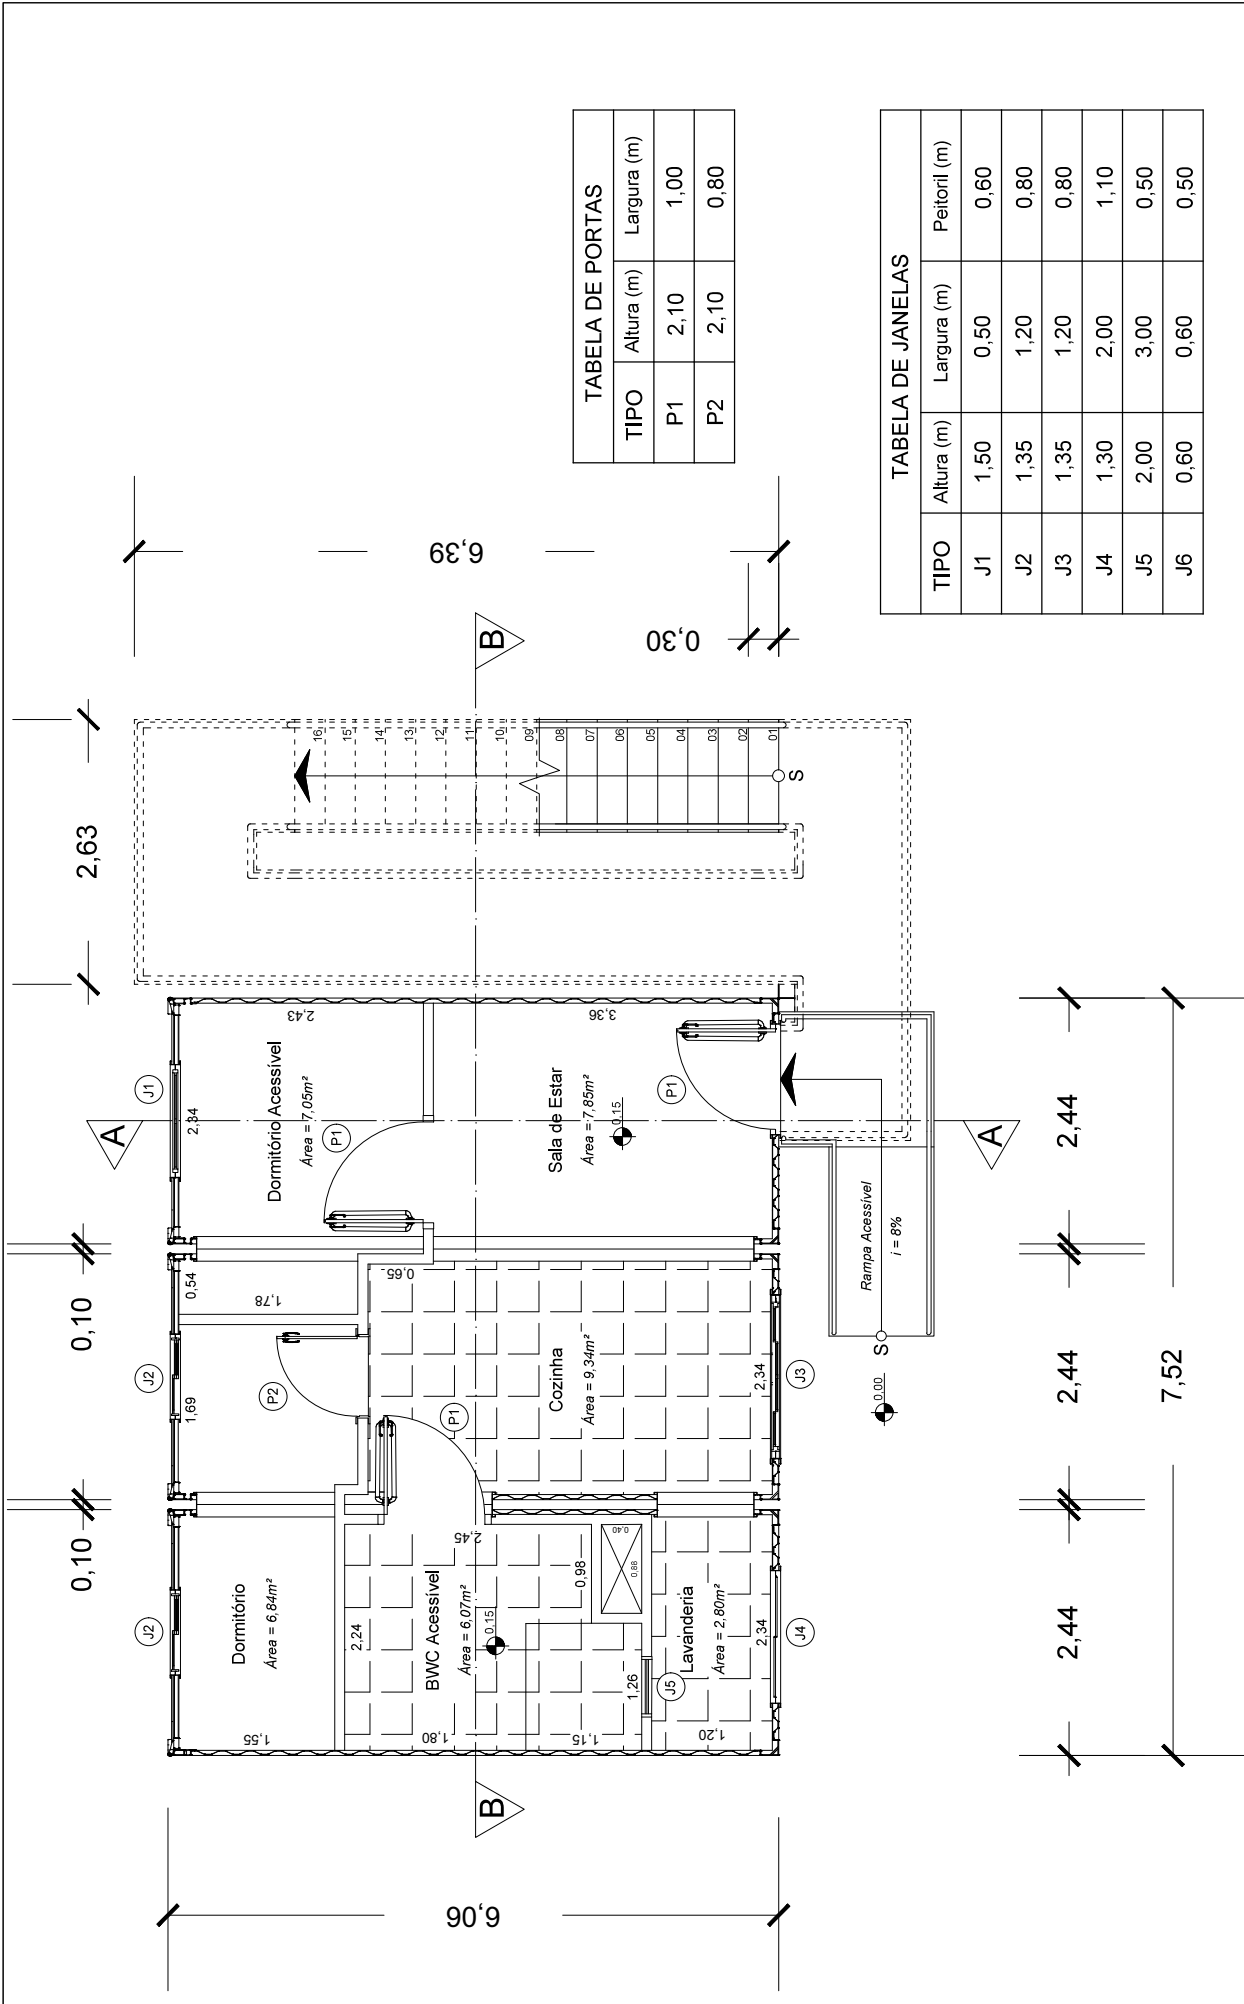 2,63
0,10
0,10
6,39
0,30
6,06
2,44
2,44
2,44
7,52
A
A
B
B
J1
J2
J2
J3
J4
J5
P1
P1
P1
P2
Dormitório Acessível
Área = 7,05m²
2,34
2,43
Sala de Estar
Área = 7,85m²
0,15
3,36
0,54
1,78
0,65
1,69
Cozinha
Área = 9,34m²
2,34
Dormitório
Área = 6,84m²
1,55
BWC Acessível
Área = 6,07m²
0,15
2,24
2,45
1,80
1,15
0,98
1,26
0,40
0,88
Lavanderia
Área = 2,80m²
2,34
1,20
Rampa Acessível
i = 8%
S
0,00
S
01
02
03
04
05
06
07
08
09
10
11
12
13
14
15
16
TABELA DE PORTAS
TIPO Altura (m) Largura (m)
P1 2,10 1,00
P2 2,10 0,80
TABELA DE JANELAS
TIPO Altura (m) Largura (m) Peitoril (m)
J1 1,50 0,50 0,60
J2 1,35 1,20 0,80
J3 1,35 1,20 0,80
J4 1,30 2,00 1,10
J5 2,00 3,00 0,50
J6 0,60 0,60 0,50